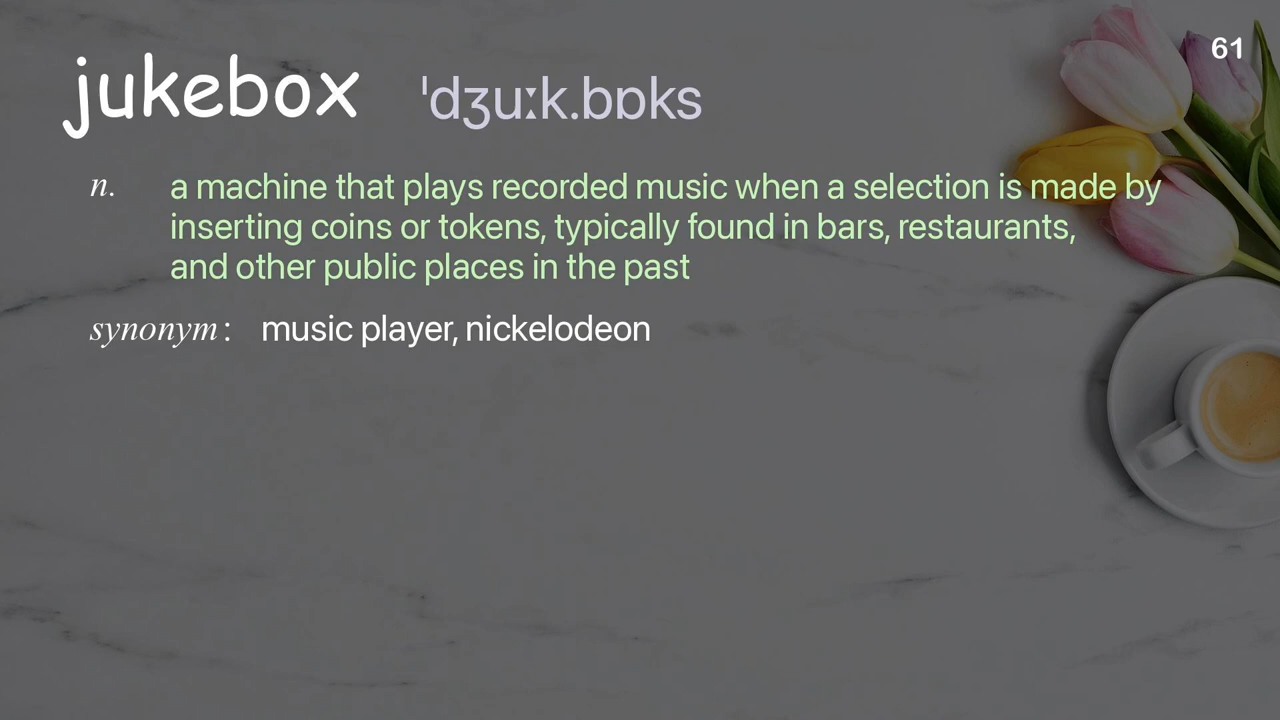 61
jukebox ˈdʒuːk.bɒks
n. a machine that plays recorded music when a selection is made by
inserting coins or tokens, typically found in bars, restaurants,
and other public places in the past
synonym: music player, nickelodeon